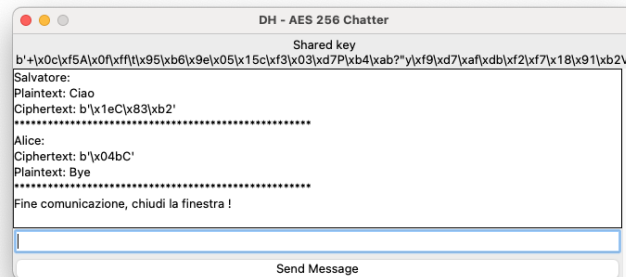 DH - AES 256 Chatter
Shared key
b'+\x0c\xf5A\x0f\xff\t\x95\xb6\x9e\x05\x15c\xf3\x03\xd7P\xb4\xab?"y\xf9\xd7\xaf\xdb\xf2\xf7\x18\x91\xb2V
Salvatore:
Plaintext: Ciao
Ciphertext: b'\x1eC\x83\xb2'
******************************************************
Alice:
Ciphertext: b'\x04bC'
Plaintext: Bye
******************************************************
Fine comunicazione, chiudi la finestra !
Send Message